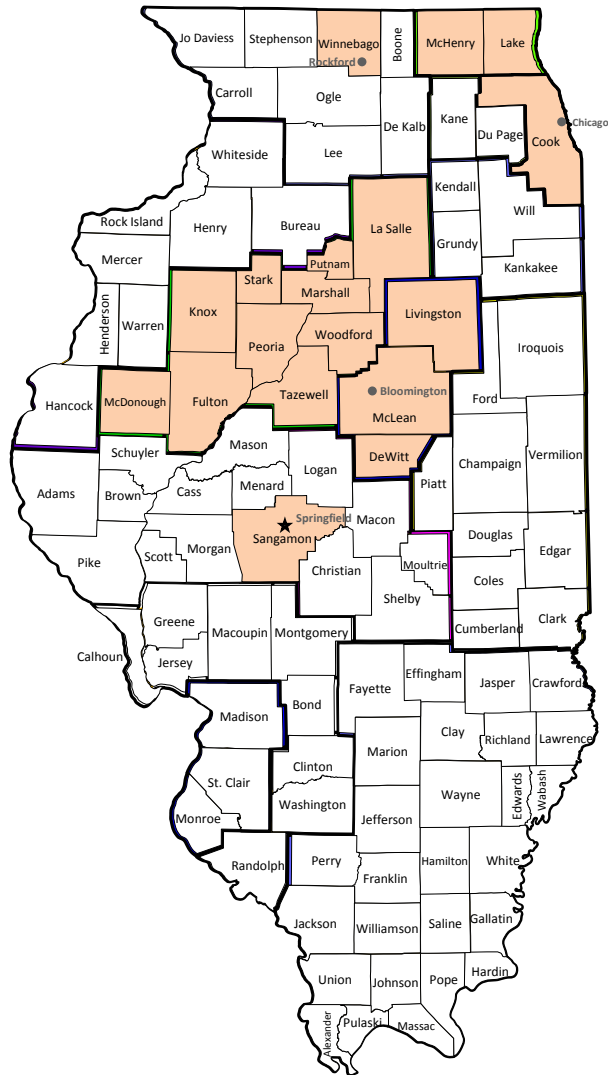 Jo Daviess
Stephenson
Winnebago
Boone
McHenry
Lake
Rockford
Carroll
Ogle
De Kalb
Kane
Du Page
Cook
Chicago
Whiteside
Lee
Kendall
Will
Rock Island
Henry
Bureau
La Salle
Grundy
Mercer
Putnam
Kankakee
Stark
Marshall
Henderson
Warren
Knox
Peoria
Woodford
Livingston
Iroquois
Hancock
McDonough
Fulton
Tazewell
Bloomington
McLean
Ford
Schuyler
Mason
Logan
DeWitt
Champaign
Vermilion
Adams
Brown
Cass
Menard
Piatt
Springfield
Macon
Sangamon
Douglas
Edgar
Pike
Scott
Morgan
Christian
Moultrie
Coles
Shelby
Greene
Macoupin
Montgomery
Cumberland
Clark
Calhoun
Jersey
Fayette
Effingham
Jasper
Crawford
Madison
Bond
Clay
Richland
Lawrence
Marion
Clinton
St. Clair
Washington
Wayne
Edwards
Wabash
Monroe
Jefferson
Randolph
Perry
Hamilton
White
Franklin
Jackson
Williamson
Saline
Gallatin
Union
Johnson
Pope
Hardin
Alexander
Pulaski
Massac